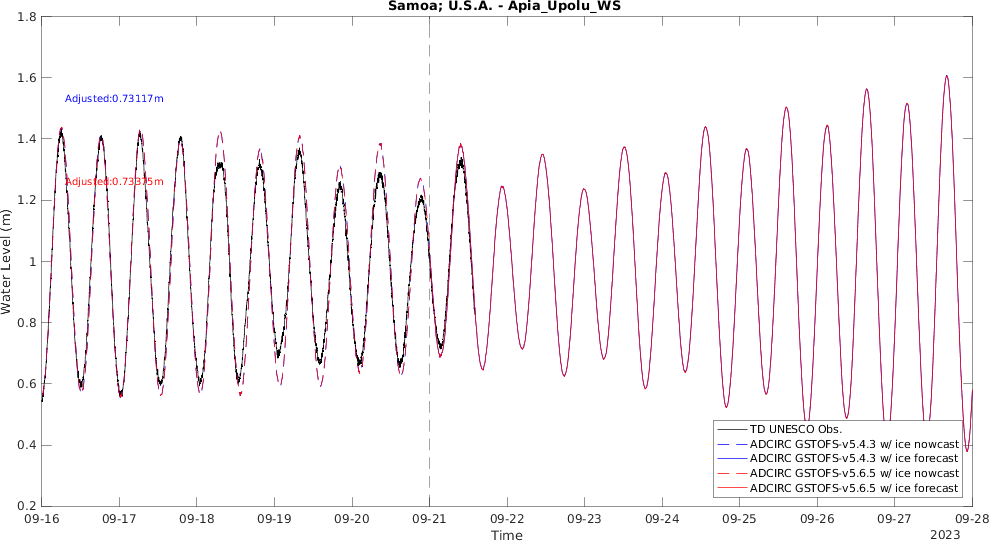 Samoa; U.S.A. - Apia_Upolu_WS
1.8
1.6
1.4
1.2
1
0.8
0.6
0.4
0.2
Water Level (m)
Adjusted:0.73117m
Adjusted:0.73375m
TD UNESCO Obs.
ADCIRC GSTOFS-v5.4.3 w/ ice nowcast
ADCIRC GSTOFS-v5.4.3 w/ ice forecast
ADCIRC GSTOFS-v5.6.5 w/ ice nowcast
ADCIRC GSTOFS-v5.6.5 w/ ice forecast
09-16 09-17 09-18 09-19 09-20 09-21 09-22 09-23 09-24 09-25 09-26 09-27 09-28
Time
2023